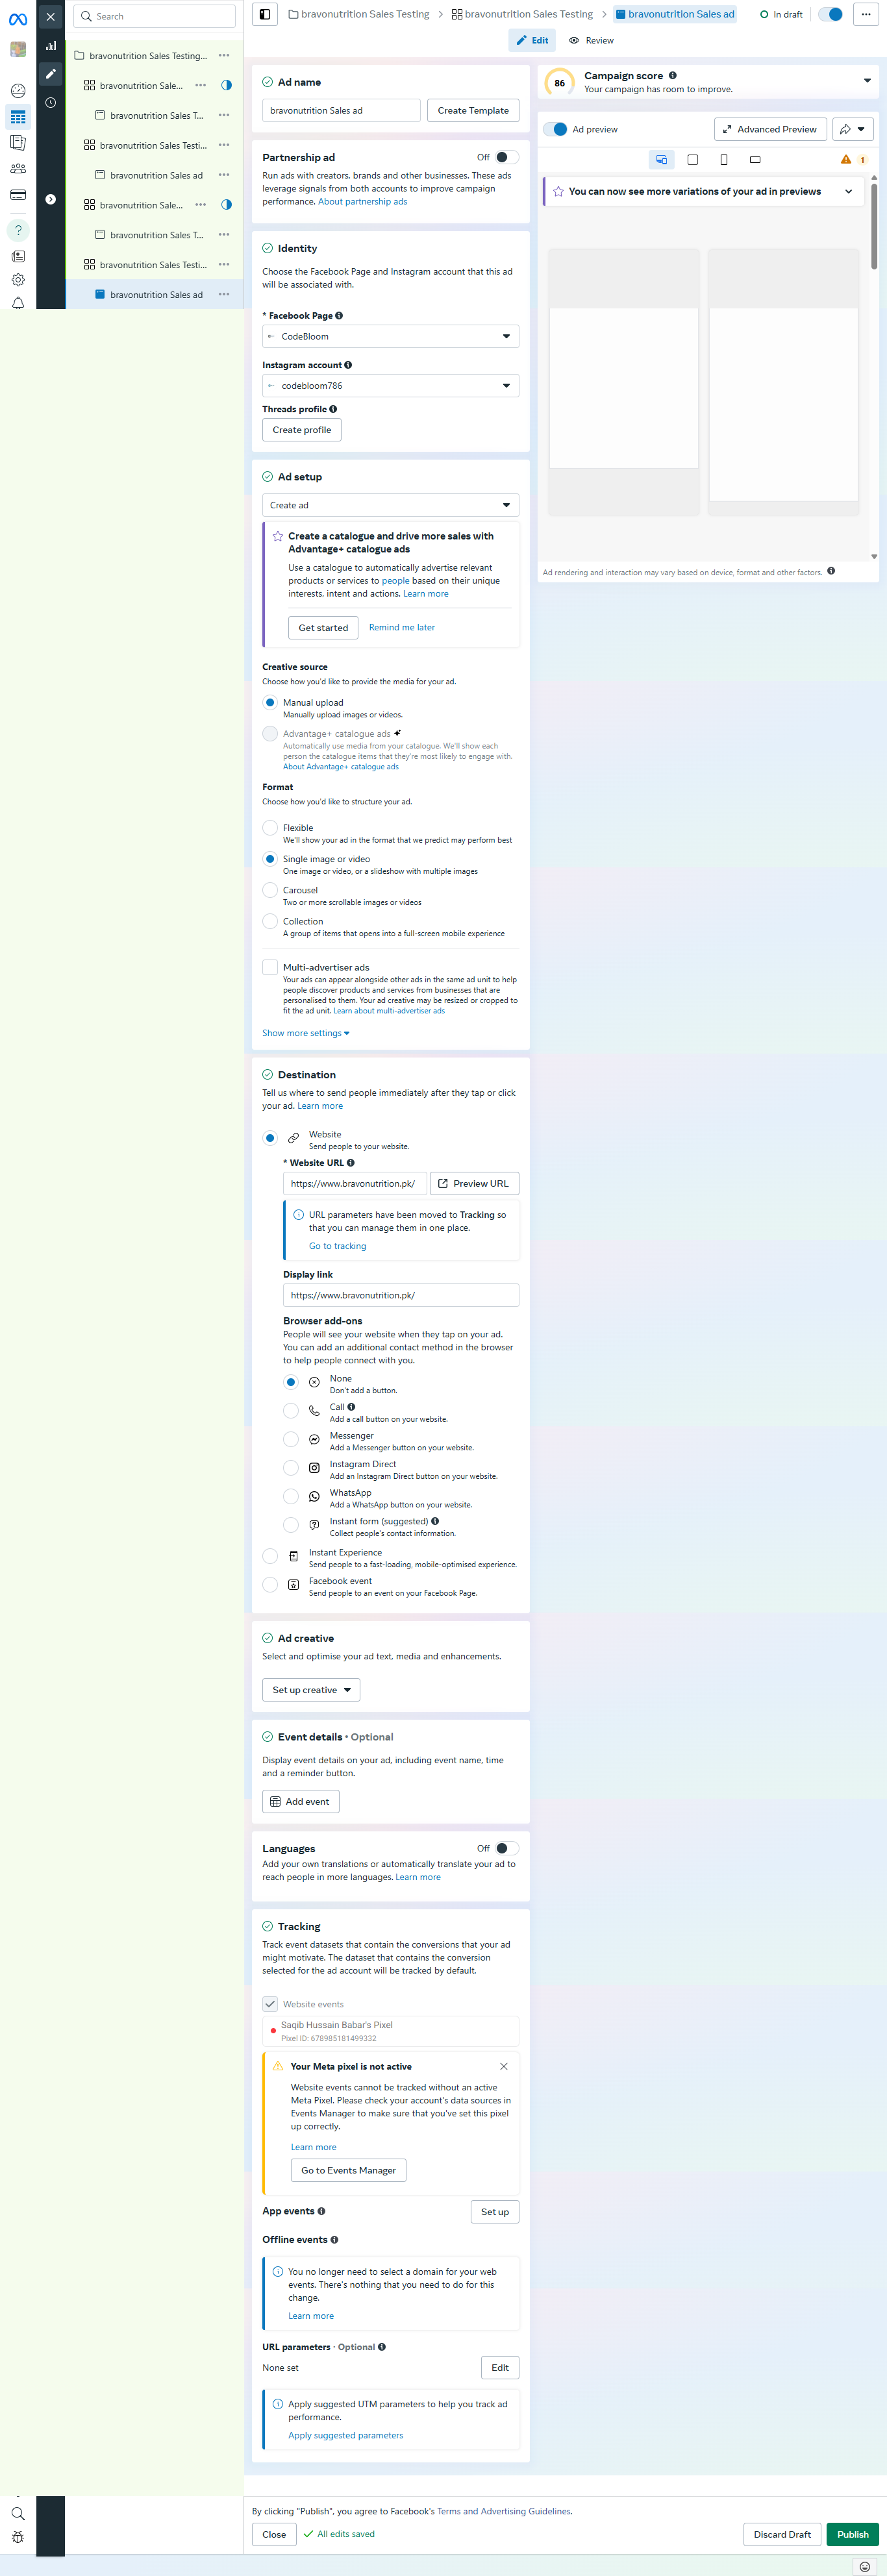 Search
bravonutrition Sales Testing...
bravonutrition Sale...
bravonutrition Sales T...
bravonutrition Sales Testi...
bravonutrition Sales ad
bravonutrition Sale...
bravonutrition Sales T...
bravonutrition Sales Testi...
bravonutrition Sales ad
bravonutrition Sales Testing
bravonutrition Sales Testing
bravonutrition Sales ad
In draft
Edit
Review
Ad name
bravonutrition Sales ad
Create Template
Partnership ad
Off
Run ads with creators, brands and other businesses. These ads
leverage signals from both accounts to improve campaign
performance. About partnership ads
Identity
Choose the Facebook Page and Instagram account that this ad
will be associated with.
* Facebook Page
CodeBloom
Instagram account
codebloom786
Threads profile
Create profile
Ad setup
Create ad
Create a catalogue and drive more sales with
Advantage+ catalogue ads
Use a catalogue to automatically advertise relevant
products or services to people based on their unique
interests, intent and actions. Learn more
Get started
Remind me later
Creative source
Choose how you'd like to provide the media for your ad.
Manual upload
Manually upload images or videos.
Advantage+ catalogue ads
Automatically use media from your catalogue. We'll show each
person the catalogue items that they're most likely to engage with.
About Advantage+ catalogue ads
Format
Choose how you'd like to structure your ad.
Flexible
We'll show your ad in the format that we predict may perform best
Single image or video
One image or video, or a slideshow with multiple images
Carousel
Two or more scrollable images or videos
Collection
A group of items that opens into a full-screen mobile experience
Multi-advertiser ads
Your ads can appear alongside other ads in the same ad unit to help
people discover products and services from businesses that are
personalised to them. Your ad creative may be resized or cropped to
fit the ad unit. Learn about multi-advertiser ads
Show more settings
Destination
Tell us where to send people immediately after they tap or click
your ad. Learn more
Website
Send people to your website.
* Website URL
https://www.bravonutrition.pk/
Preview URL
URL parameters have been moved to Tracking so
that you can manage them in one place.
Go to tracking
Display link
https://www.bravonutrition.pk/
Browser add-ons
People will see your website when they tap on your ad.
You can add an additional contact method in the browser
to help people connect with you.
None
Don't add a button.
Call
Add a call button on your website.
Messenger
Add a Messenger button on your website.
Instagram Direct
Add an Instagram Direct button on your website.
WhatsApp
Add a WhatsApp button on your website.
Instant form (suggested)
Collect people's contact information.
Instant Experience
Send people to a fast-loading, mobile-optimised experience.
Facebook event
Send people to an event on your Facebook Page.
Ad creative
Select and optimise your ad text, media and enhancements.
Set up creative
Event details • Optional
Display event details on your ad, including event name, time
and a reminder button.
Add event
Languages
Off
Add your own translations or automatically translate your ad to
reach people in more languages. Learn more
Tracking
Track event datasets that contain the conversions that your ad
might motivate. The dataset that contains the conversion
selected for the ad account will be tracked by default.
Website events
Saqib Hussain Babar's Pixel
Pixel ID: 678985181499332
Your Meta pixel is not active
Website events cannot be tracked without an active
Meta Pixel. Please check your account's data sources in
Events Manager to make sure that you've set this pixel
up correctly.
Learn more
Go to Events Manager
App events
Set up
Offline events
You no longer need to select a domain for your web
events. There's nothing that you need to do for this
change.
Learn more
URL parameters · Optional
None set
Edit
Apply suggested UTM parameters to help you track ad
performance.
Apply suggested parameters
86
Campaign score
Your campaign has room to improve.
Ad preview
Advanced Preview
1
You can now see more variations of your ad in previews
Ad rendering and interaction may vary based on device, format and other factors.
By clicking "Publish", you agree to Facebook's Terms and Advertising Guidelines.
Close
All edits saved
Discard Draft
Publish